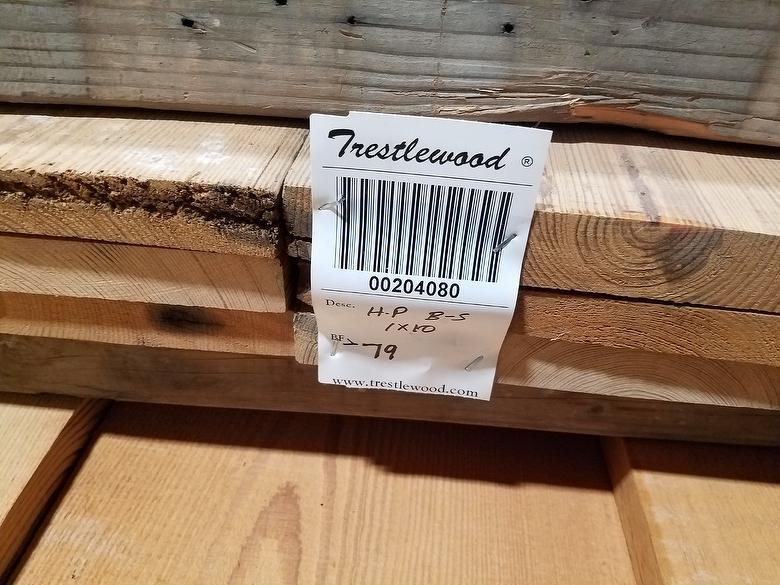 Trestlewood ®
00204080
Desc. H-P B-S
1X10
BF 79
www.trestlewood.com